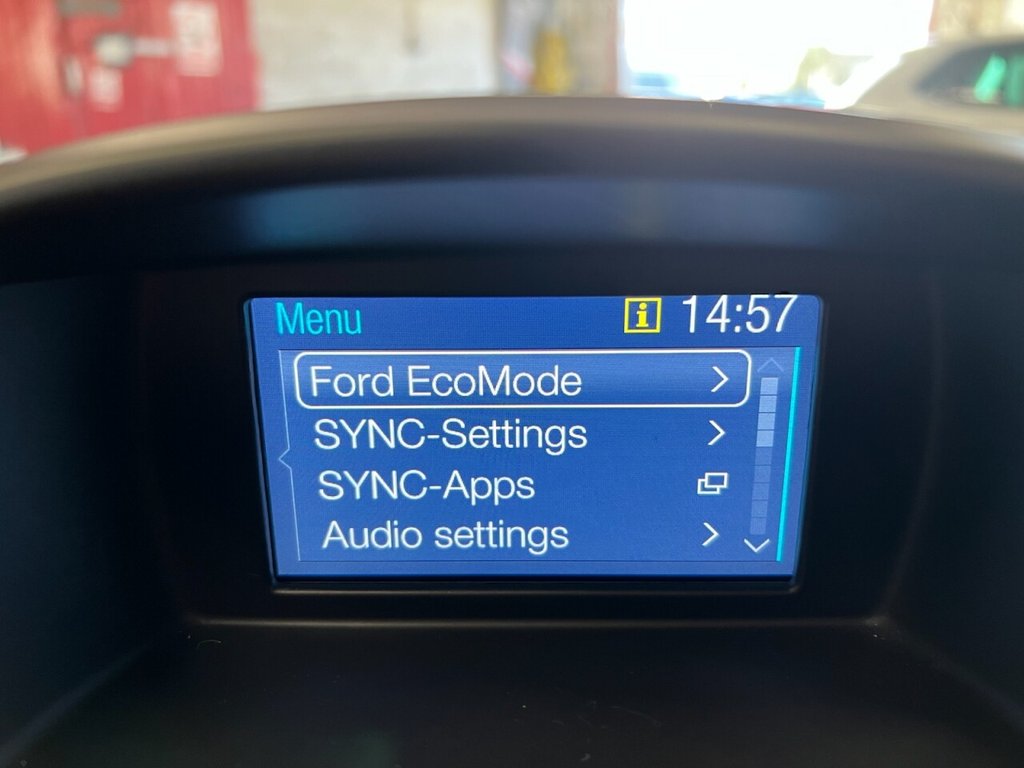 Menu i 14:57
Ford EcoMode
SYNC-Settings
SYNC-Apps
Audio settings